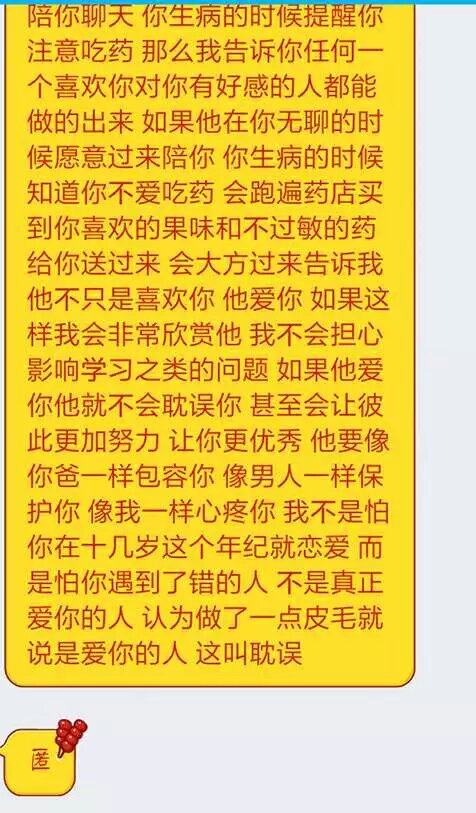 陪你聊天 你生病的时候提醒你
注意吃药 那么我告诉你任何一
个喜欢你对你有好感的人都能
做的出来 如果他在你无聊的时
候愿意过来陪你 你生病的时候
知道你不爱吃药 会跑遍药店买
到你喜欢的果味和不过敏的药
给你送过来 会大方过来告诉我
他不只是喜欢你 他爱你 如果这
样我会非常欣赏他 我不会担心
影响学习之类的问题 如果他爱
你他就不会耽误你 甚至会让彼
此更加努力 让你更优秀 他要像
你爸一样包容你 像男人一样保
护你 像我一样心疼你 我不是怕
你在十几岁这个年纪就恋爱 而
是怕你遇到了错的人 不是真正
爱你的人 认为做了一点皮毛就
说是爱你的人 这叫耽误
匿